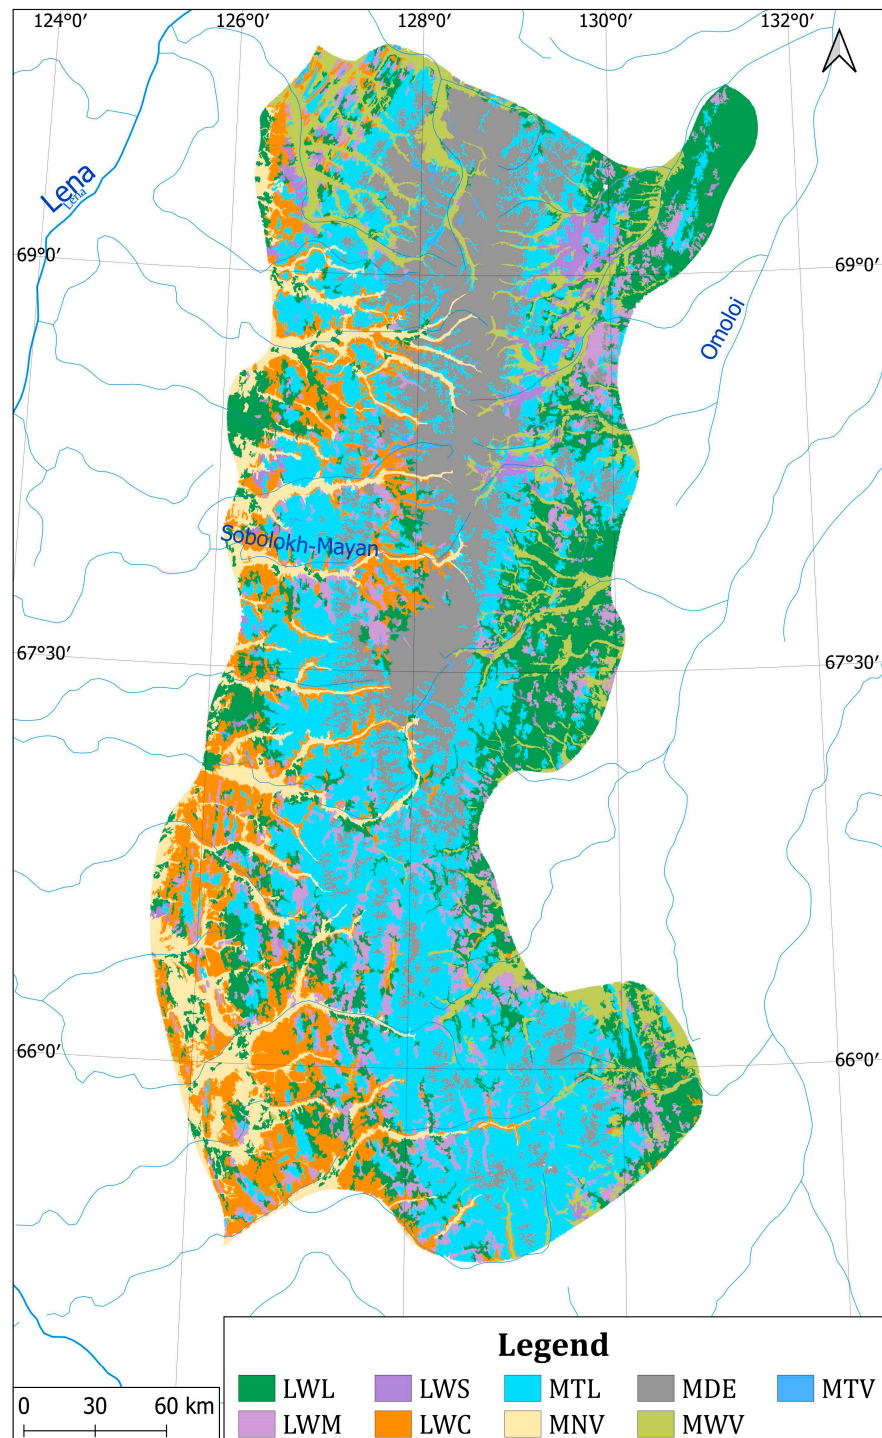 124°0′ 126°0′ 128°0′ 130°0′ 132°0′
Lena
Lena
69°0′ 69°0′
Omoloi
Sobolokh-Mayan
67°30′ 67°30′
66°0′ 66°0′
Legend
LWL LWS MTL MDE MTV
LWM LWC MNV MWV
0 30 60 km